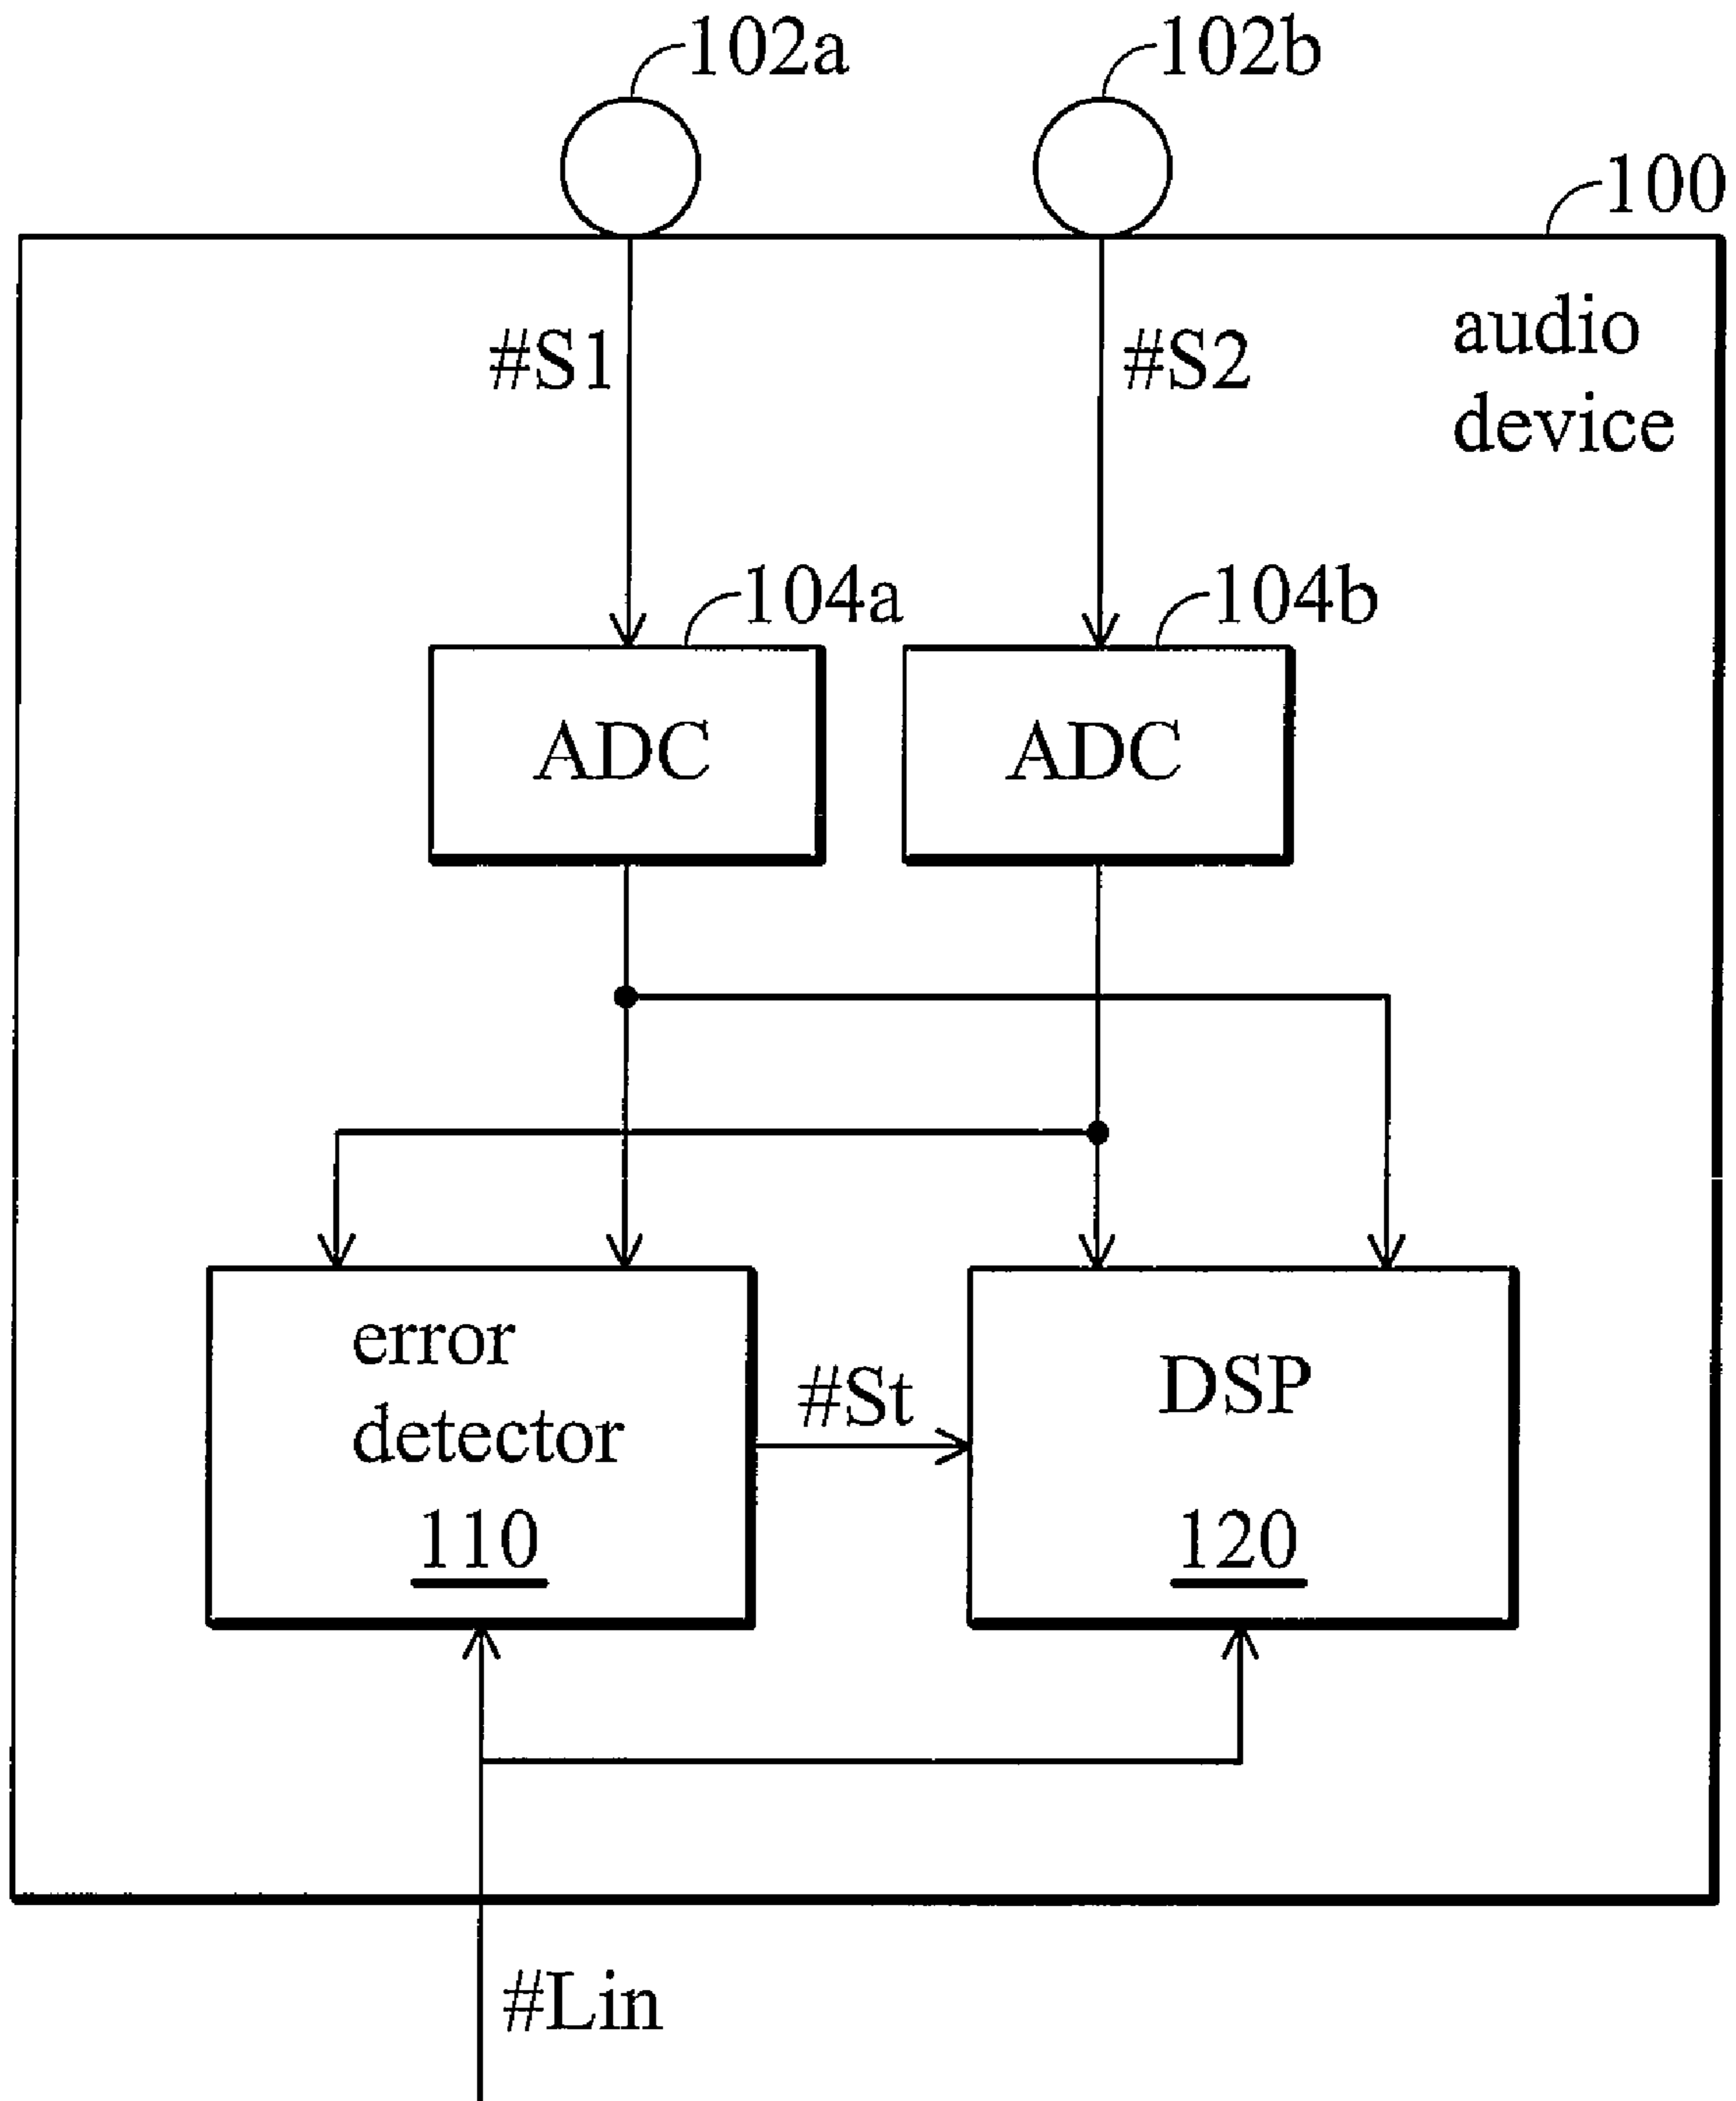 102a
102b
100
audio
device
#S1
#S2
104a
104b
ADC
ADC
error
detector
110
#St
DSP
120
#Lin